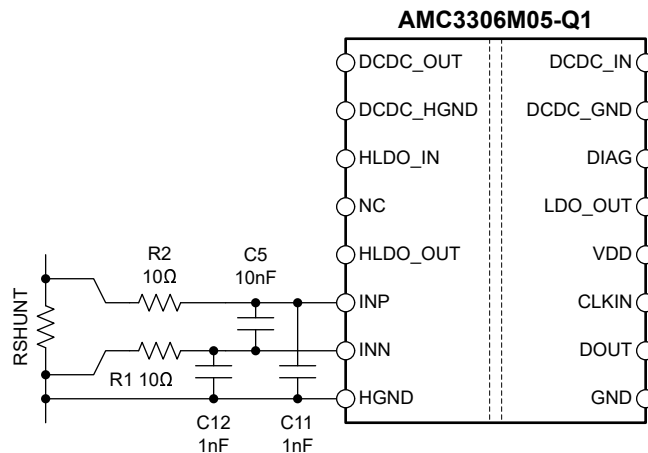 AMC3306M05-Q1
DCDC_OUT
DCDC_IN
DCDC_HGND
DCDC_GND
HLDO_IN
DIAG
NC
LDO_OUT
HLDO_OUT
VDD
R2
10Ω
C5
10nF
INP
CLKIN
RSHUNT
INN
DOUT
R1 10Ω
HGND
GND
C12
1nF
C11
1nF